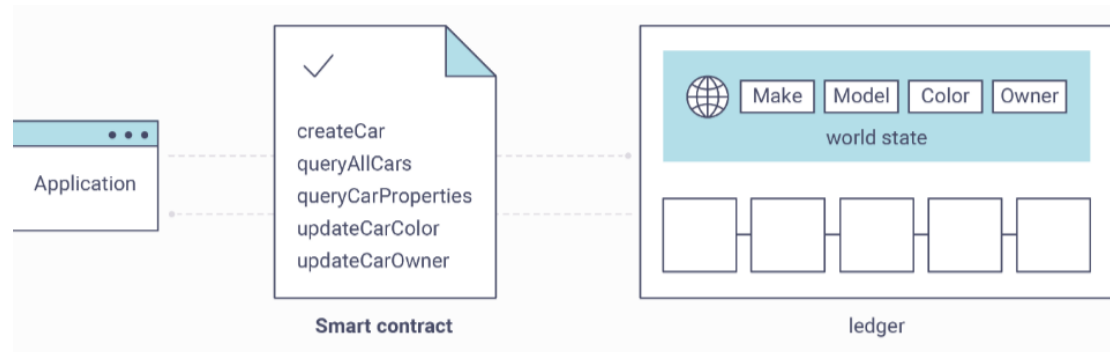 Application
createCar
queryAllCars
queryCarProperties
updateCarColor
updateCarOwner
Smart contract
Make Model Color Owner
world state
ledger